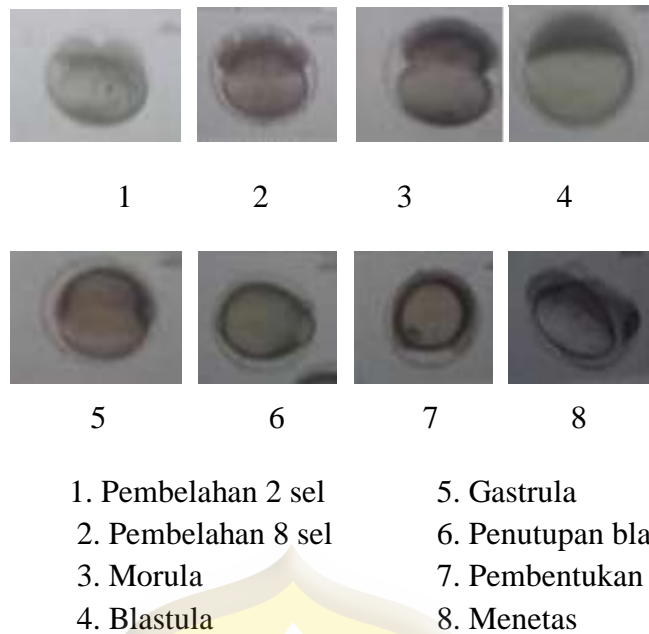 1 2 3 4
5 6 7 8
1. Pembelahan 2 sel
2. Pembelahan 8 sel
3. Morula
4. Blastula
5. Gastrula
6. Penutupan
7. Pembentukan
8. Menetas